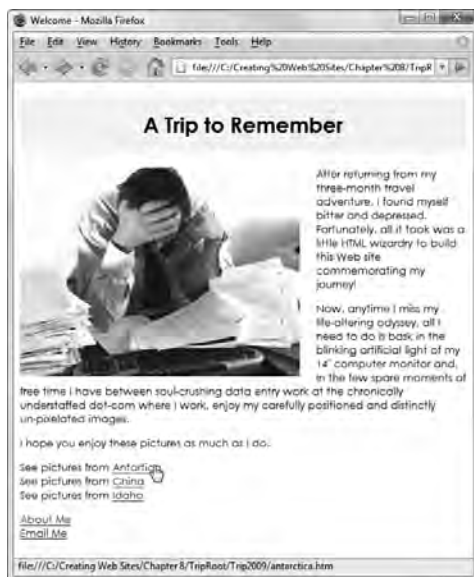 Welcome - Mozilla Firefox
File Edit View History Bookmarks Tools Help
file:///C:/Creating%20Web%20Sites/Chapter%208/TripR
A Trip to Remember
After returning from my
three-month travel
adventure, I found myself
bitter and depressed.
Fortunately, all it took was a
little HTML wizardry to build
this Web site
commemorating my
journey!
Now, anytime I miss my
life-altering odyssey, all I
need to do is bask in the
blinking artificial light of my
14" computer monitor and,
in the few spare moments of
free time I have between soul-crushing data entry work at the chronically
understaffed dot-com where I work, enjoy my carefully positioned and distinctly
un-pixelated images.
I hope you enjoy these pictures as much as I do.
See pictures from Antartica
See pictures from China
See pictures from Idaho
About Me
Email Me
file:///C:/Creating Web Sites/Chapter 8/TripRoot/Trip2009/antarctica.htm